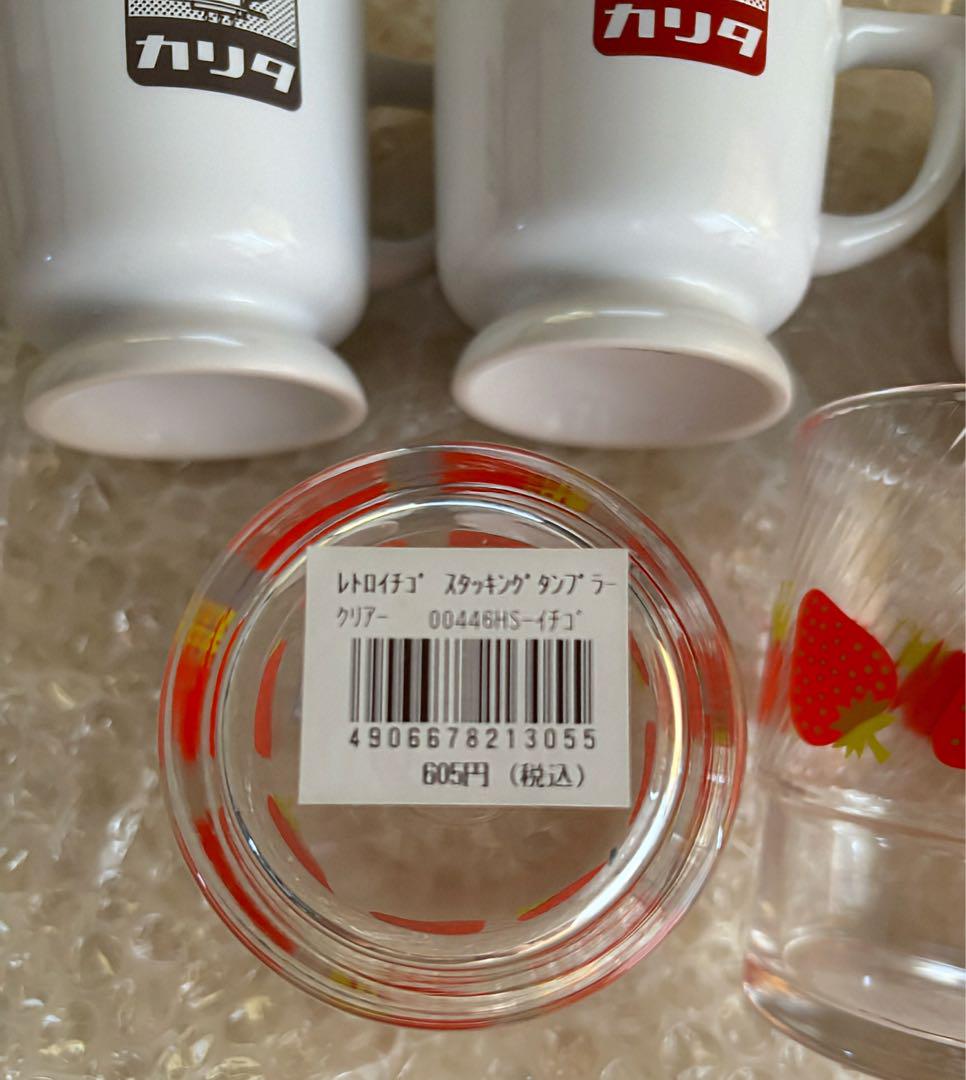 カリタ
カリタ
ﾚﾄﾛｲﾁｺﾞ ｽﾀｯｷﾝｸﾞﾀﾝﾌﾞﾗｰ
ｸﾘｱｰ 00446HS-ｲﾁｺﾞ
4906678213055
605円 (税込)